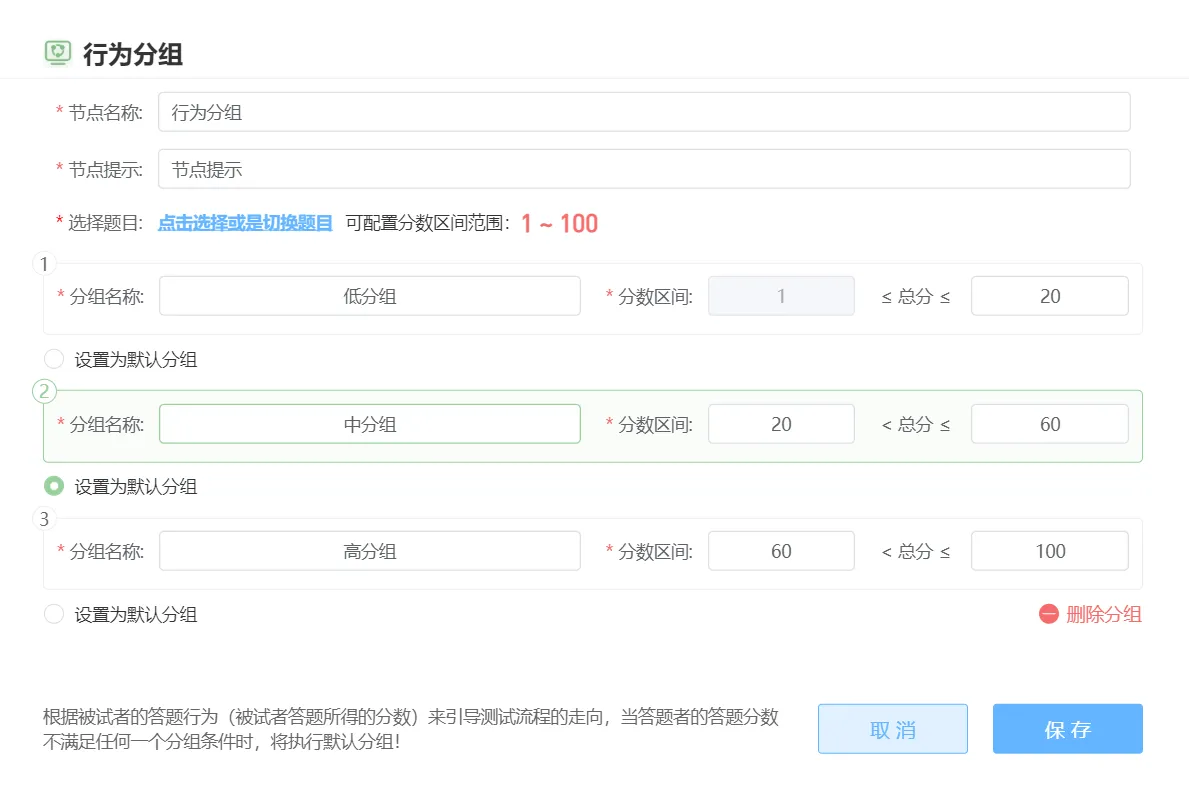 行为分组
* 节点名称: 行为分组
* 节点提示: 节点提示
* 选择题目: 点击选择或是切换题目 可配置分数区间范围: 1 ~ 100
1
* 分组名称: 低分组 * 分数区间: 1 ≤ 总分 ≤ 20
设置为默认分组
2
* 分组名称: 中分组 * 分数区间: 20 < 总分 ≤ 60
设置为默认分组
3
* 分组名称: 高分组 * 分数区间: 60 < 总分 ≤ 100
设置为默认分组 删除分组
根据被试者的答题行为（被试者答题所得的分数）来引导测试流程的走向，当答题者的答题分数
不满足任何一个分组条件时，将执行默认分组！
取 消 保 存